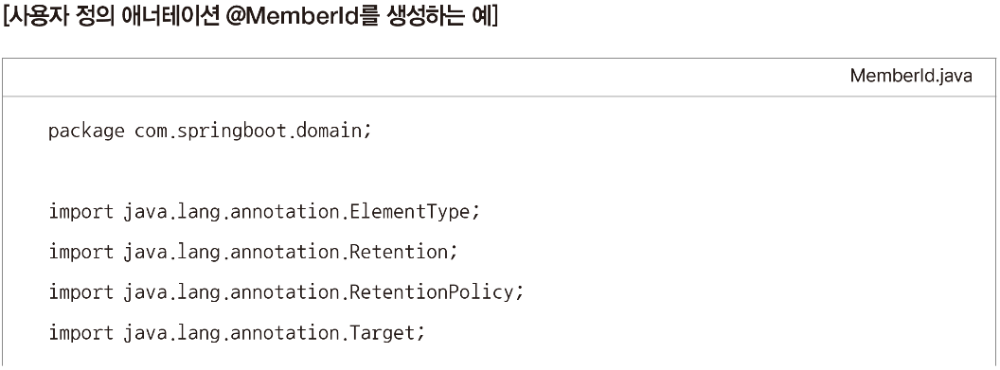 [사용자 정의 애너테이션 @MemberId를 생성하는 예]
MemberId.java
package com.springboot.domain;
import java.lang.annotation.ElementType;
import java.lang.annotation.Retention;
import java.lang.annotation.RetentionPolicy;
import java.lang.annotation.Target;